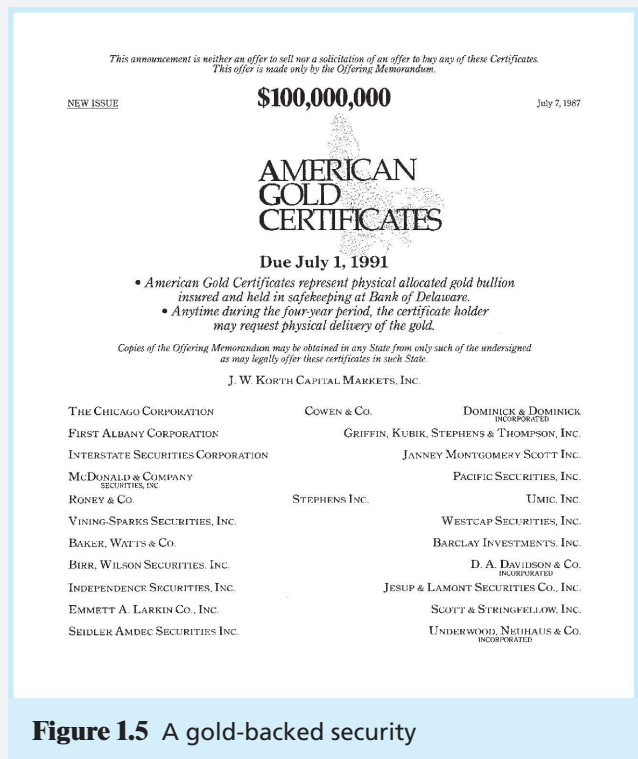 This announcement is neither an offer to sell nor a solicitation of an offer to buy any of these Certificates.
This offer is made only by the Offering Memorandum.
NEW ISSUE $100,000,000 July 7, 1987
AMERICAN
GOLD
CERTIFICATES
Due July 1, 1991
• American Gold Certificates represent physical allocated gold bullion
insured and held in safekeeping at Bank of Delaware.
• Anytime during the four-year period, the certificate holder
may request physical delivery of the gold.
Copies of the Offering Memorandum may be obtained in any State from only such of the undersigned
as may legally offer these certificates in such State.
J. W. KORTH CAPITAL MARKETS, INC.
THE CHICAGO CORPORATION COWEN & CO. DOMINICK & DOMINICK
INCORPORATED
FIRST ALBANY CORPORATION GRIFFIN, KUBIK, STEPHENS & THOMPSON, INC.
INTERSTATE SECURITIES CORPORATION JANNEY MONTGOMERY SCOTT INC.
MCDONALD & COMPANY PACIFIC SECURITIES, INC.
SECURITIES, INC.
RONEY & CO. STEPHENS INC. UMIC, INC.
VINING-SPARKS SECURITIES, INC. WESTCAP SECURITIES, INC.
BAKER, WATTS & CO. BARCLAY INVESTMENTS, INC.
BIRR, WILSON SECURITIES, INC. D. A. DAVIDSON & CO.
INCORPORATED
INDEPENDENCE SECURITIES, INC. JESUP & LAMONT SECURITIES CO., INC.
EMMETT A. LARKIN CO., INC. SCOTT & STRINGFELLOW, INC.
SEIDLER AMDEC SECURITIES INC. UNDERWOOD, NEUHAUS & CO.
INCORPORATED
Figure 1.5 A gold-backed security